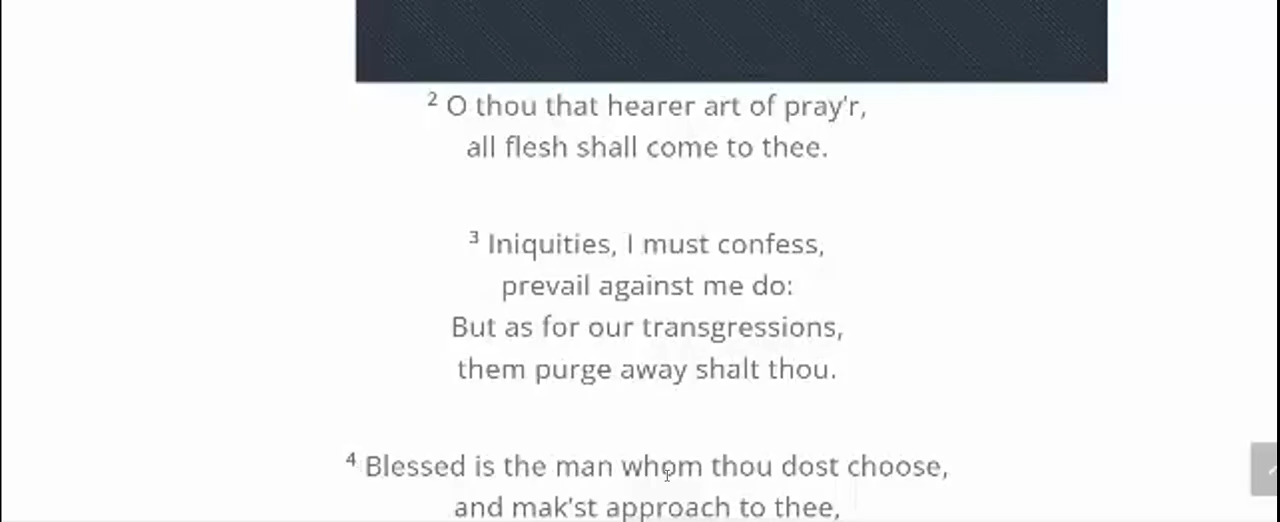 2 O thou that hearer art of pray'r,
all flesh shall come to thee.
3 Iniquities, I must confess,
prevail against me do:
But as for our transgressions,
them purge away shalt thou.
4 Blessed is the man whom thou dost choose,
and mak'st approach to thee,